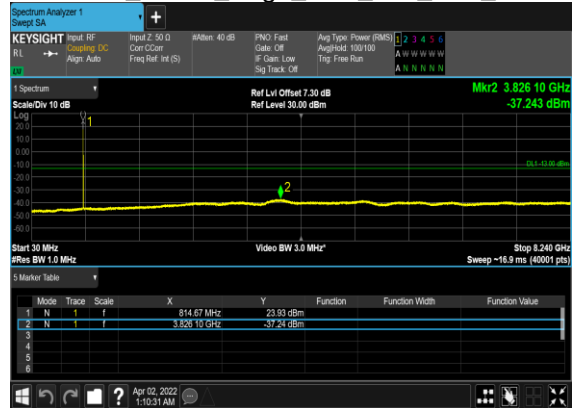 Spectrum Analyzer 1
Swept SA
+
KEYSIGHT Input: RF Input Z: 50 Ω #Atten: 40 dB PNO: Fast Avg Type: Power (RMS) 1 2 3 4 5 6
RL Coupling: DC Corr CCorr Gate: Off Avg|Hold: 100/100 A W W W W W
Align: Auto Freq Ref: Int (S) IF Gain: Low Trig: Free Run
Sig Track: Off A N N N N N
1 Spectrum Ref Lvl Offset 7.30 dB Mkr2 3.826 10 GHz
Scale/Div 10 dB Ref Level 30.00 dBm -37.243 dBm
Log
20.0
10.0
0.00
-10.0
-20.0
-30.0
-40.0
-50.0
-60.0
1
DL1 -13.00 dBm
2
Start 30 MHz Video BW 3.0 MHz* Stop 8.240 GHz
#Res BW 1.0 MHz Sweep ~16.9 ms (40001 pts)
5 Marker Table
Mode Trace Scale X Y Function Function Width Function Value
1 N 1 f 814.67 MHz 23.93 dBm
2 N 1 f 3.826 10 GHz -37.24 dBm
3
4
5
6
? Apr 02, 2022
1:10:31 AM